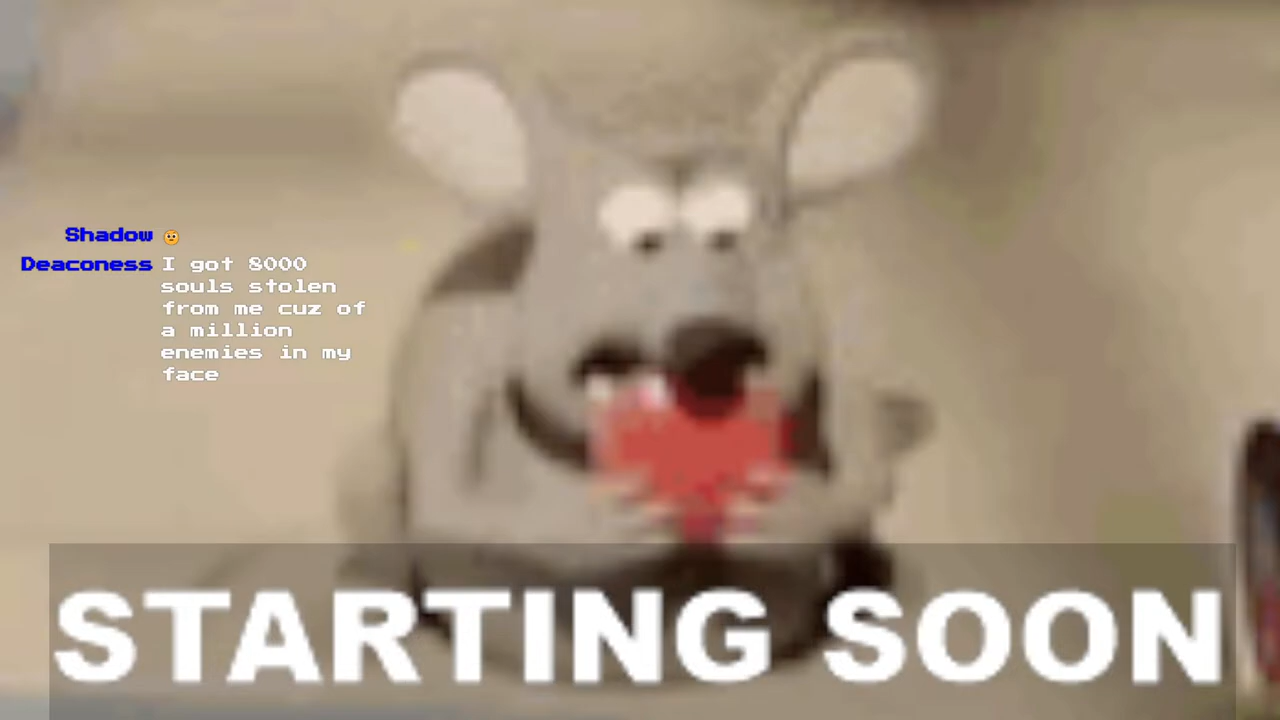 Shadow 🥺
Deaconess I got 8000
souls stolen
from me cuz of
a million
enemies in my
face
STARTING SOON